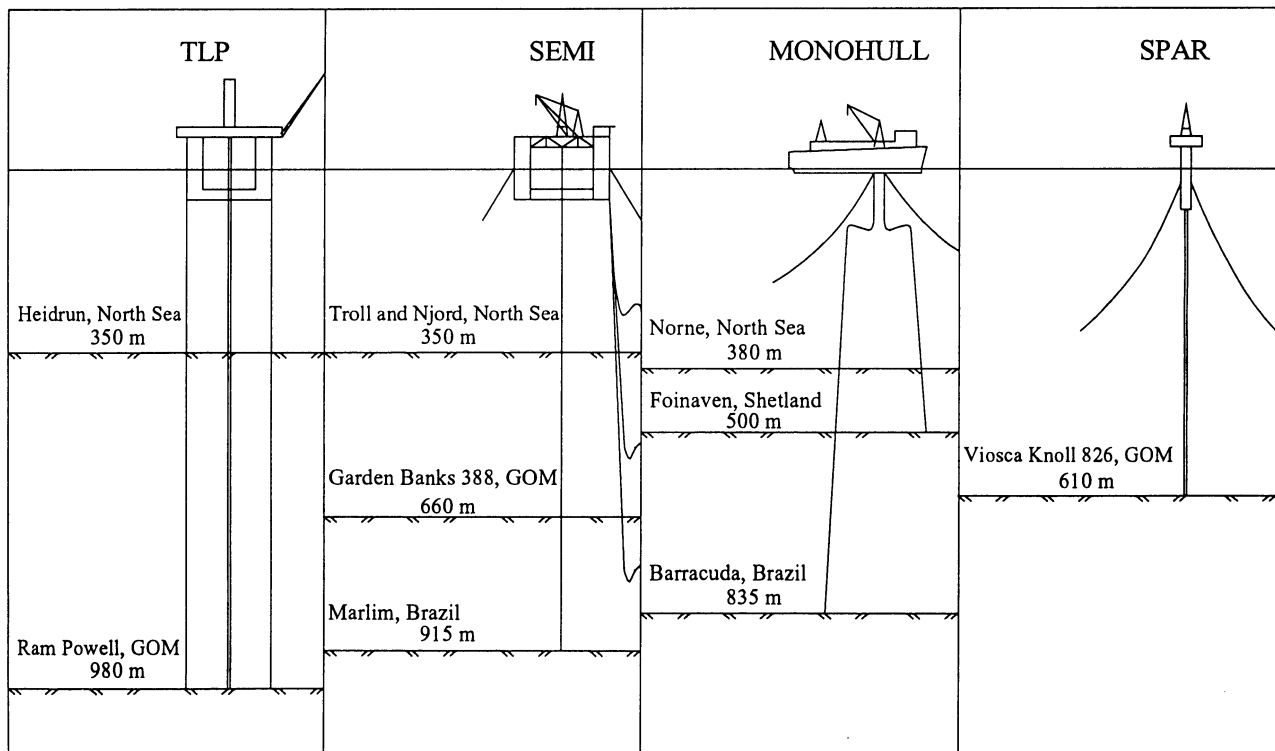 TLP
SEMI
MONOHULL
SPAR
Heidrun, North Sea
350 m
Troll and Njord, North Sea
350 m
Norne, North Sea
380 m
Foinaven, Shetland
500 m
Viosca Knoll 826, GOM
610 m
Garden Banks 388, GOM
660 m
Barracuda, Brazil
835 m
Marlim, Brazil
915 m
Ram Powell, GOM
980 m